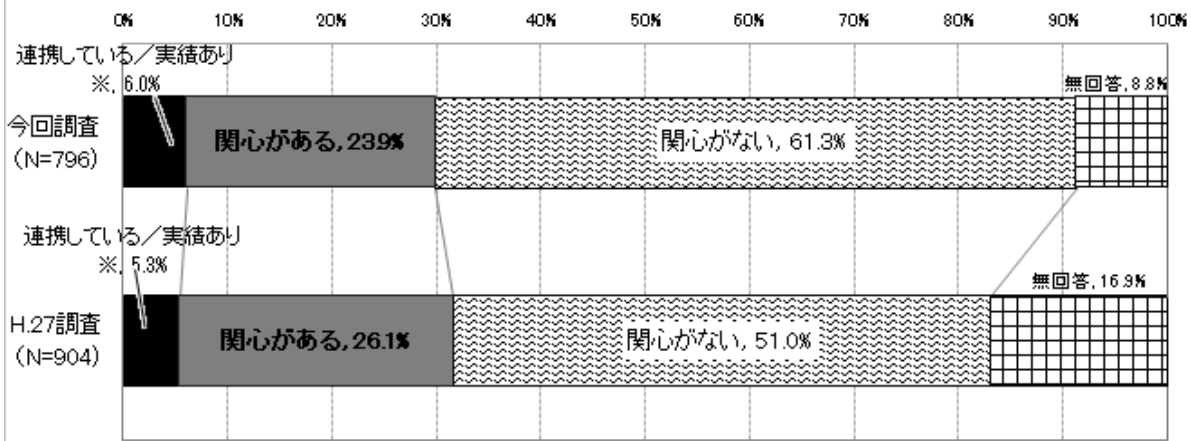 0% 10% 20% 30% 40% 50% 60% 70% 80% 90% 100%
連携している／実績あり
※, 6.0%
無回答, 8.8%
今回調査
（N=796）
関心がある, 23.9%
関心がない, 61.3%
連携している／実績あり
※, 5.3%
無回答, 16.9%
H.27調査
（N=904）
関心がある, 26.1%
関心がない, 51.0%